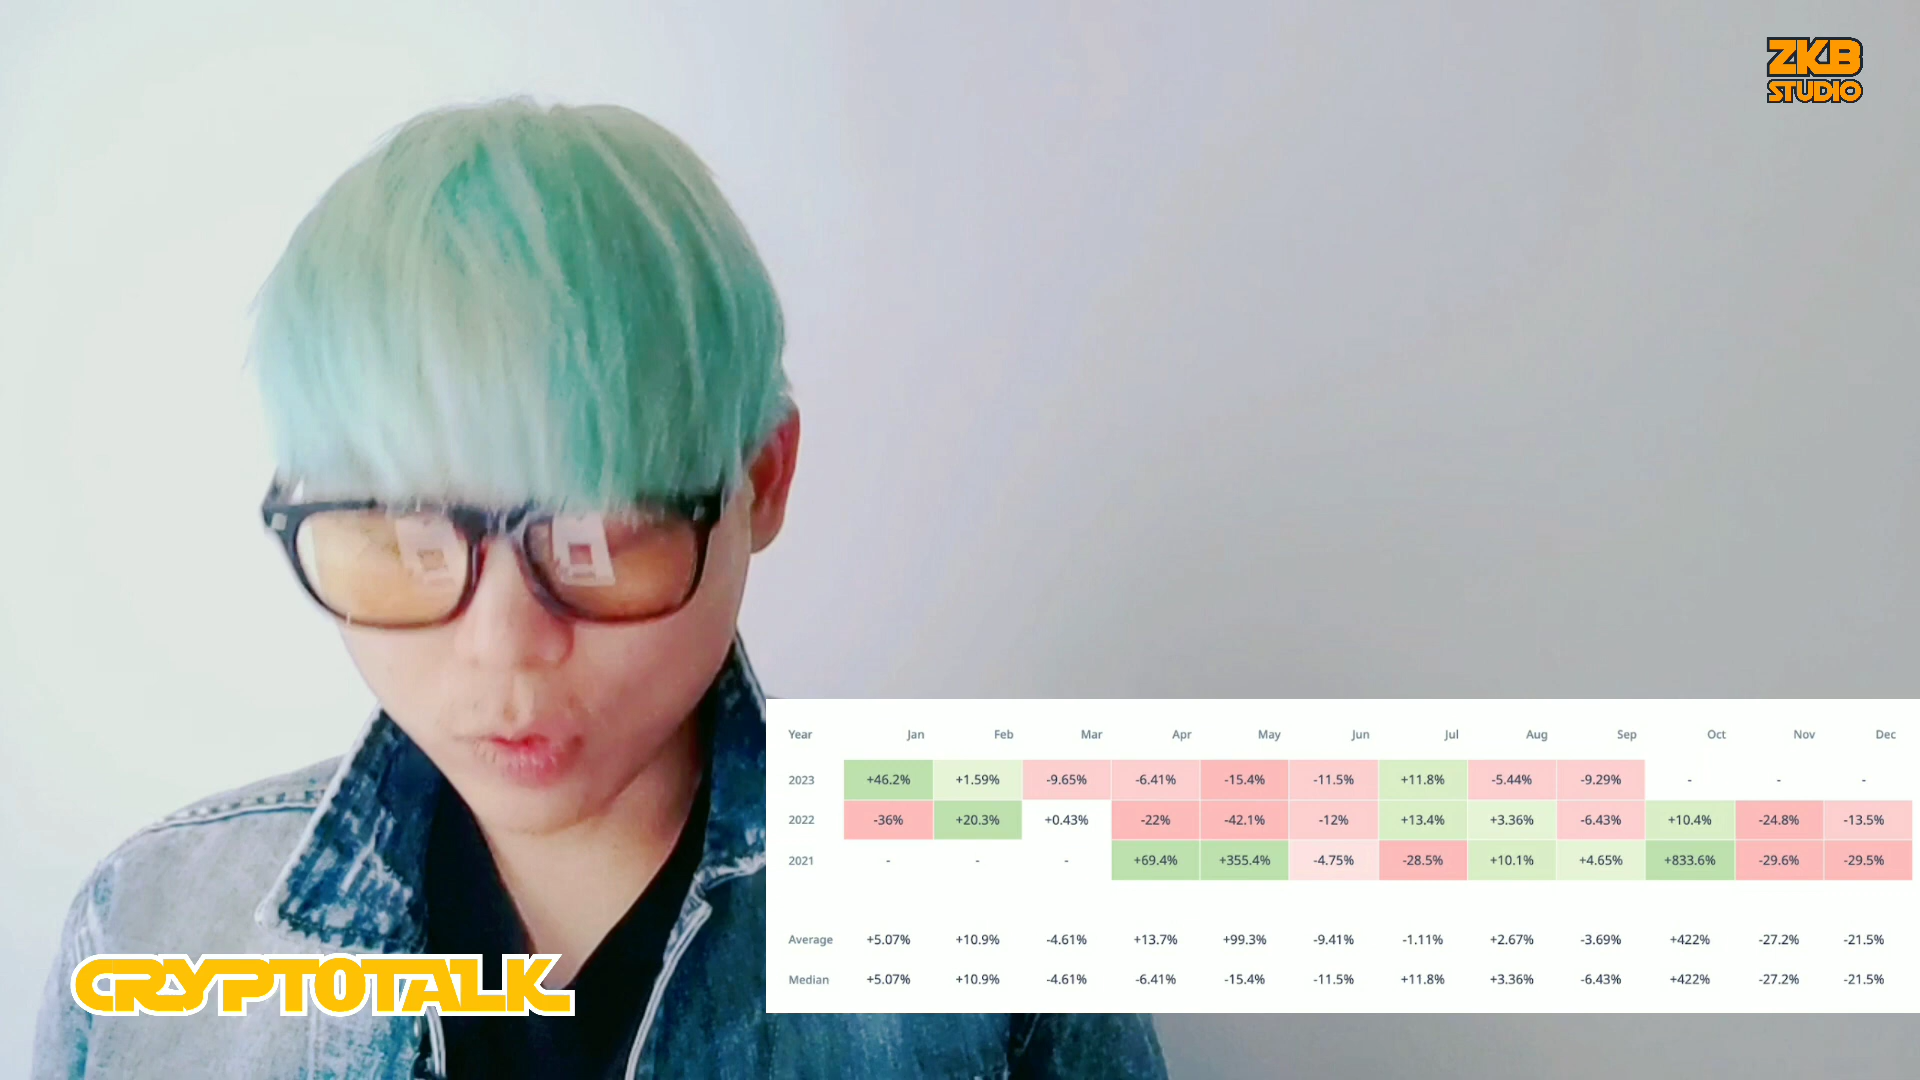 ZKB
STUDIO
Year Jan Feb Mar Apr May Jun Jul Aug Sep Oct Nov Dec
2023 +46.2% +1.59% -9.65% -6.41% -15.4% -11.5% +11.8% -5.44% -9.29% - - -
2022 -36% +20.3% +0.43% -22% -42.1% -12% +13.4% +3.36% -6.43% +10.4% -24.8% -13.5%
2021 - - - +69.4% +355.4% -4.75% -28.5% +10.1% +4.65% +833.6% -29.6% -29.5%
Average +5.07% +10.9% -4.61% +13.7% +99.3% -9.41% -1.11% +2.67% -3.69% +422% -27.2% -21.5%
Median +5.07% +10.9% -4.61% -6.41% -15.4% -11.5% +11.8% +3.36% -6.43% +422% -27.2% -21.5%
CRYPTOTALK